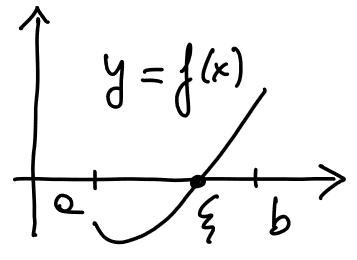 y = f(x)
a ξ b